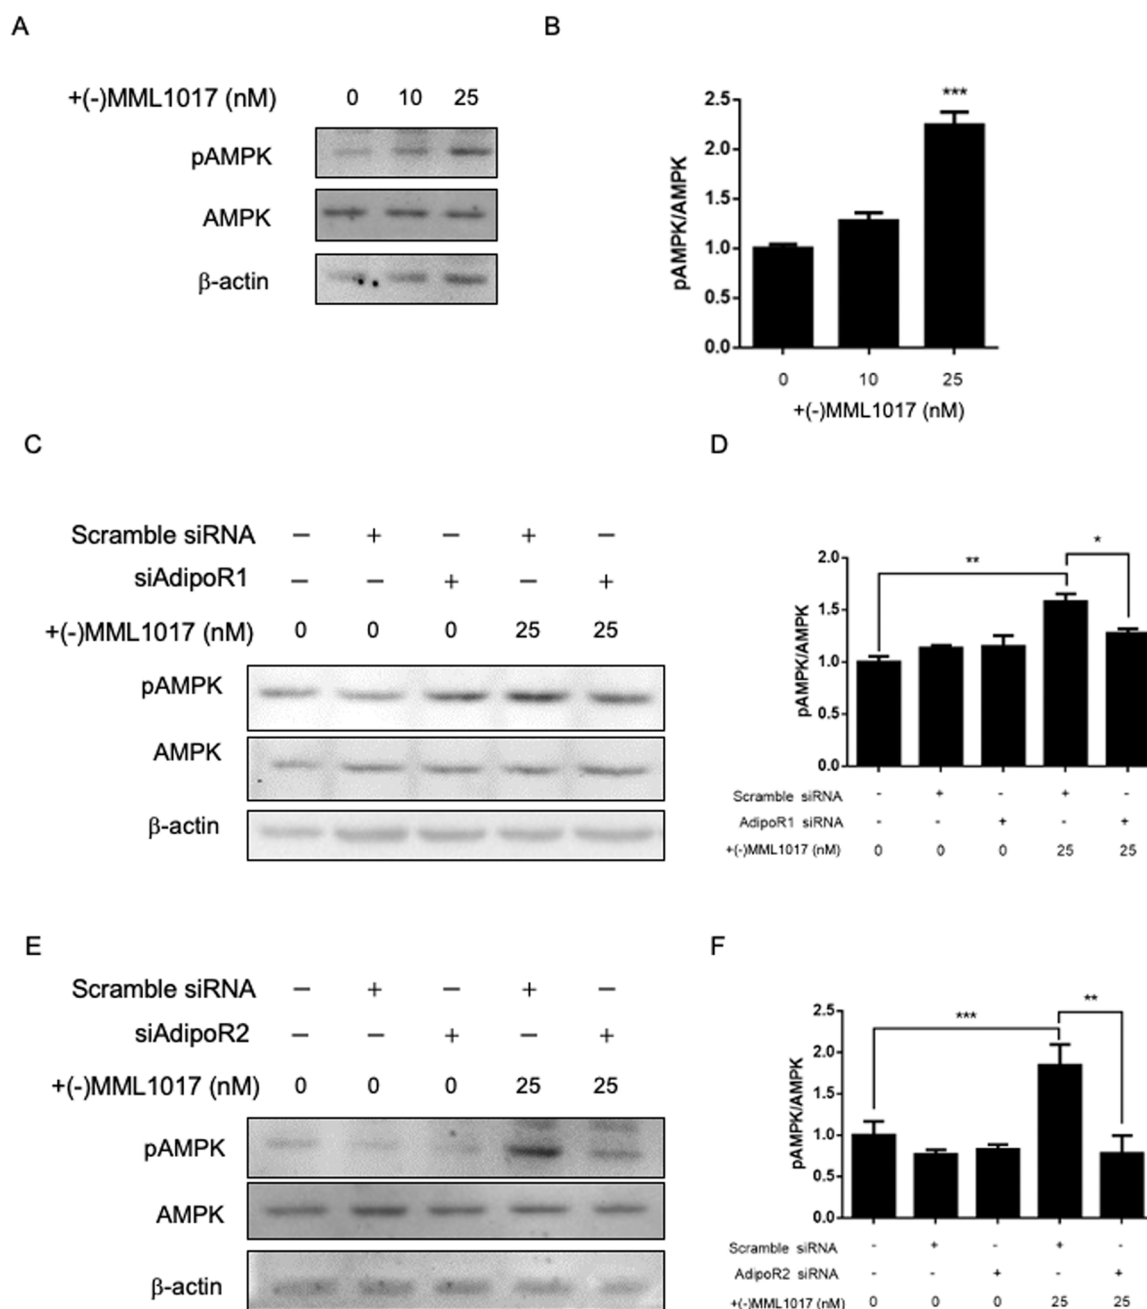 A
+(-)MML1017 (nM) 0 10 25
pAMPK
AMPK
β-actin
B
***
pAMPK/AMPK
2.5
2.0
1.5
1.0
0.5
0.0
0 10 25
+(-)MML1017 (nM)
C
Scramble siRNA − + − + −
siAdipoR1 − − + − +
+(-)MML1017 (nM) 0 0 0 25 25
pAMPK
AMPK
β-actin
D
** *
pAMPK/AMPK
2.0
1.5
1.0
0.5
0.0
Scramble siRNA - + - + -
AdipoR1 siRNA - - + - +
+(-)MML1017 (nM) 0 0 0 25 25
E
Scramble siRNA − + − + −
siAdipoR2 − − + − +
+(-)MML1017 (nM) 0 0 0 25 25
pAMPK
AMPK
β-actin
F
*** **
pAMPK/AMPK
2.5
2.0
1.5
1.0
0.5
0.0
Scramble siRNA - + - + -
AdipoR2 siRNA - - + - +
+(-)MML1017 (nM) 0 0 0 25 25